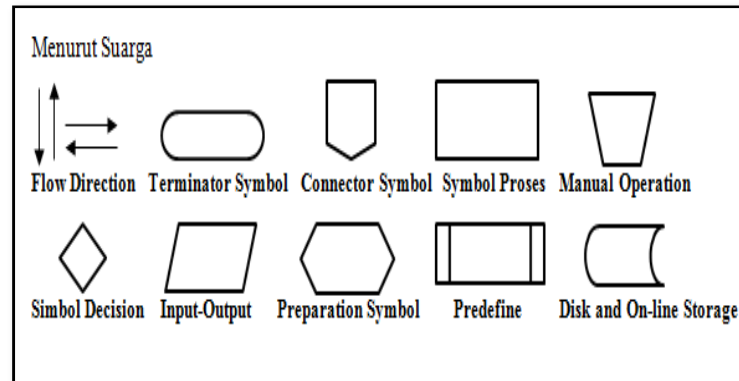 Menurut Suarga
Flow Direction Terminator Symbol Connector Symbol Symbol Proses Manual Operation
Simbol Decision Input-Output Preparation Symbol Predefine Disk and On-line Storage